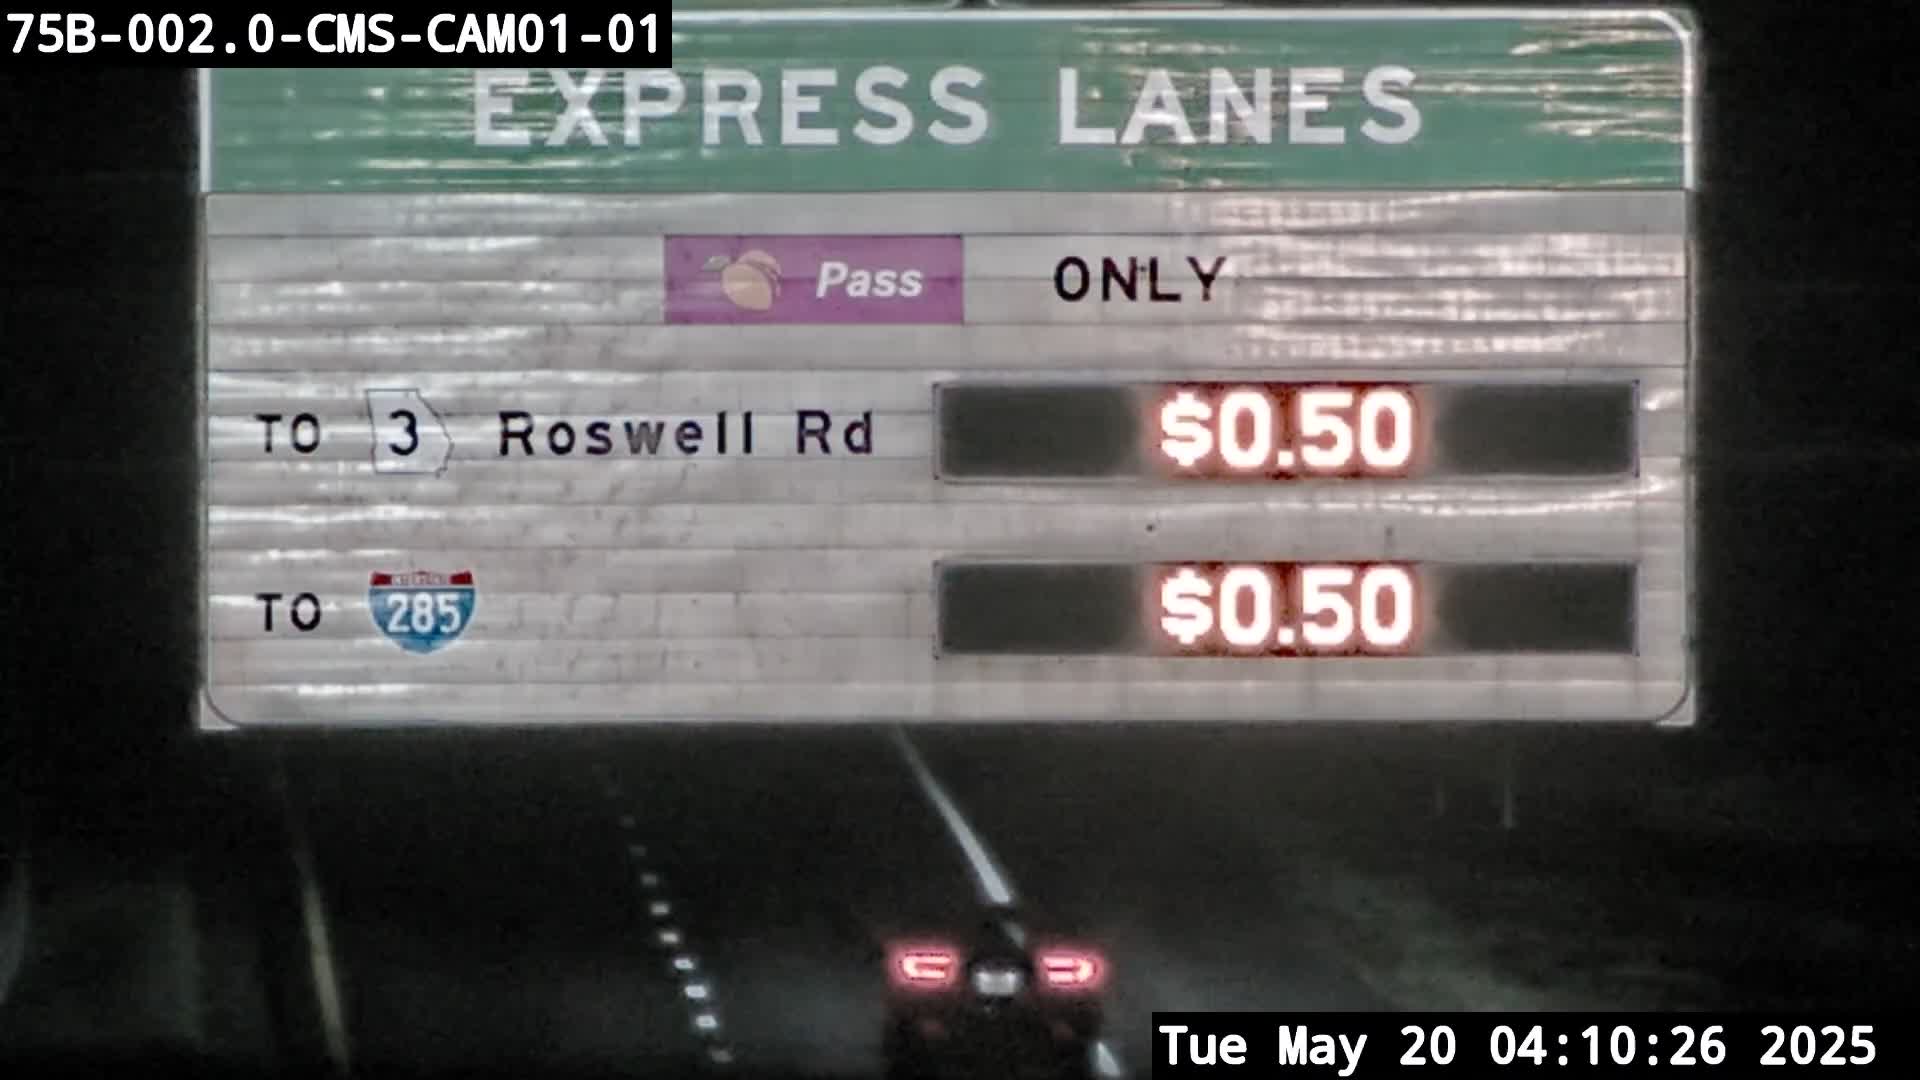 75B-002.0-CMS-CAM01-01
EXPRESS LANES
Pass ONLY
TO 3 Roswell Rd $0.50
TO 285 $0.50
Tue May 20 04:10:26 2025